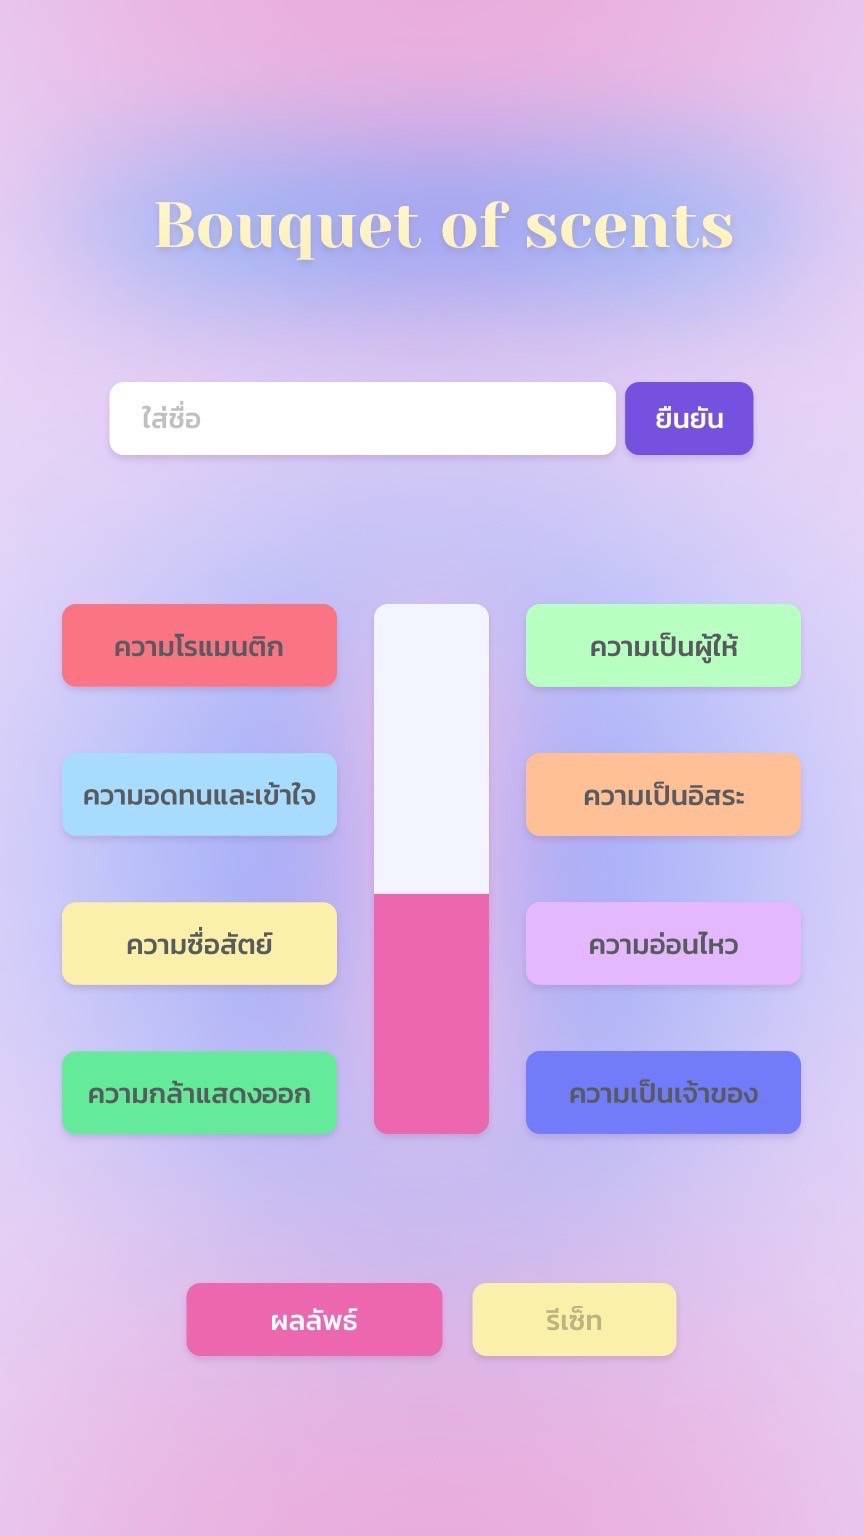 Bouquet of scents
ใส่ชื่อ
ยืนยัน
ความโรแมนติก
ความเป็นผู้ให้
ความอดทนและเข้าใจ
ความเป็นอิสระ
ความซื่อสัตย์
ความอ่อนไหว
ความกล้าแสดงออก
ความเป็นเจ้าของ
ผลลัพธ์
รีเซ็ท